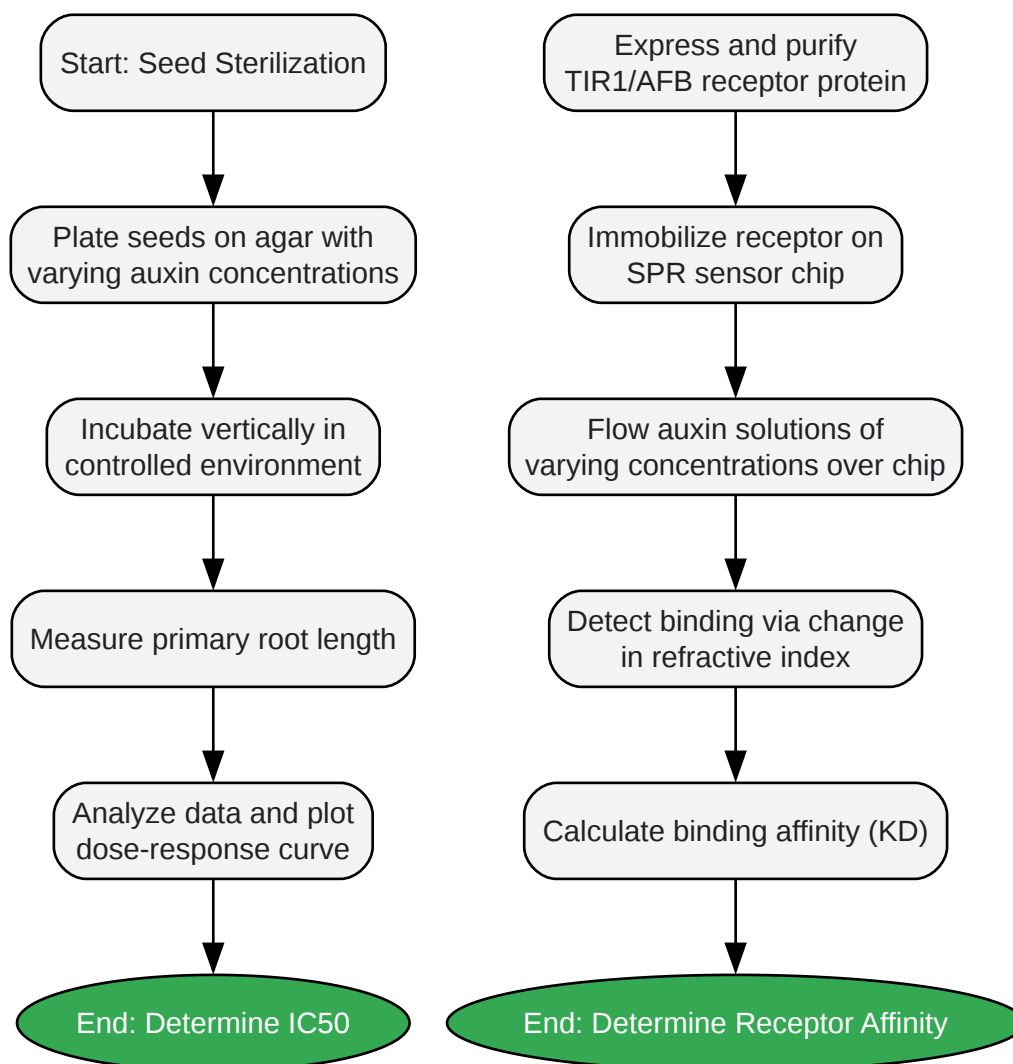 Start: Seed Sterilization
Plate seeds on agar with
varying auxin concentrations
Incubate vertically in
controlled environment
Measure primary root length
Analyze data and plot
dose-response curve
End: Determine IC50
Express and purify
TIR1/AFB receptor protein
Immobilize receptor on
SPR sensor chip
Flow auxin solutions of
varying concentrations over chip
Detect binding via change
in refractive index
Calculate binding affinity (KD)
End: Determine Receptor Affinity